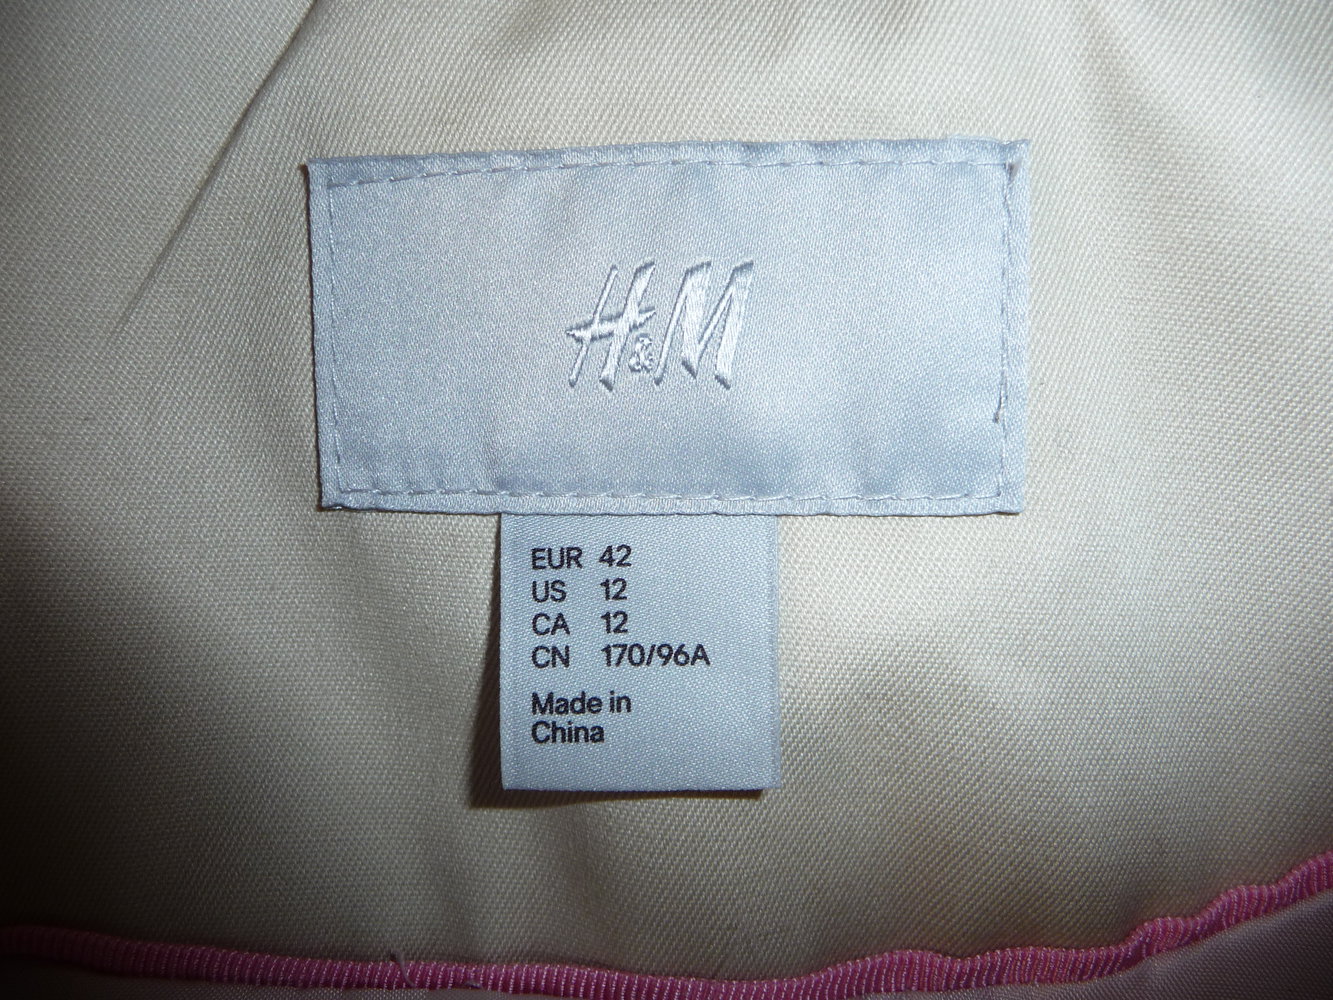 H&M
EUR 42
US 12
CA 12
CN 170/96A
Made in
China